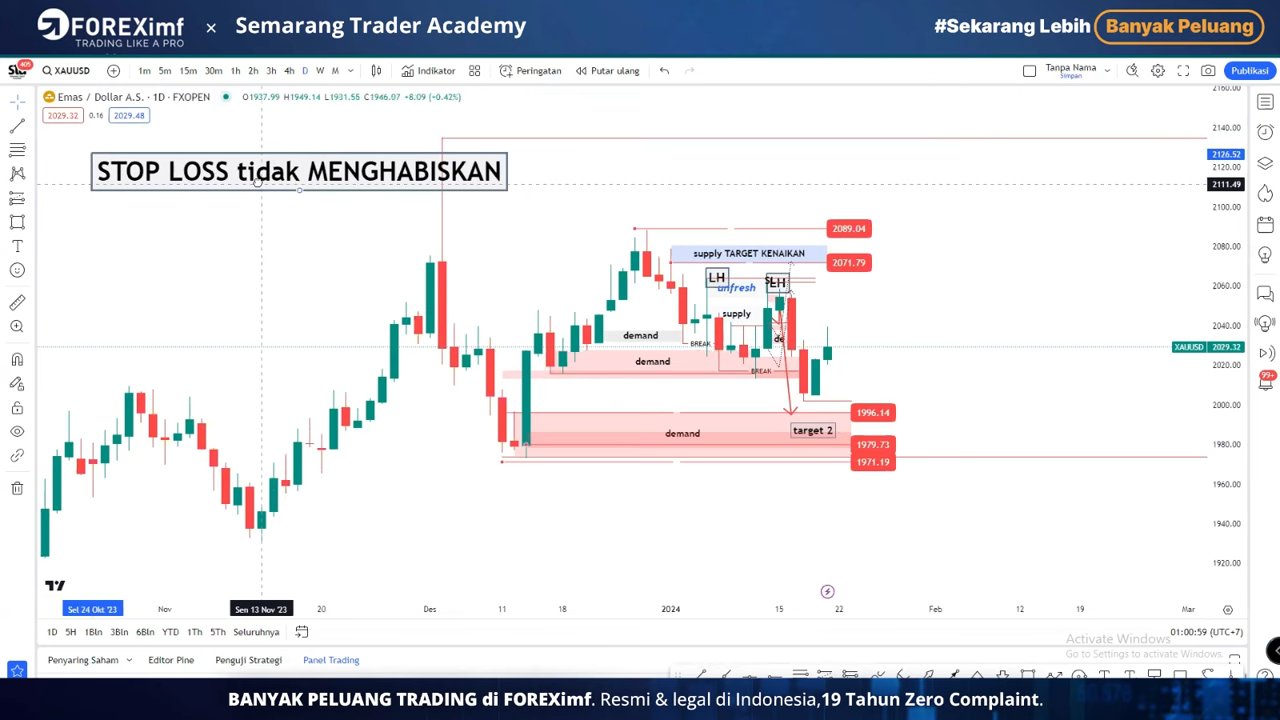 FOREXimf
TRADING LIKE A PRO
×
Semarang Trader Academy
#Sekarang Lebih
Banyak Peluang
405
XAUUSD
1m 5m 15m 30m 1h 2h 3h 4h D W M
Indikator
Peringatan
Putar ulang
Tanpa Nama
Simpan
Publikasi
Emas / Dollar A.S. · 1D · FXOPEN
O1937.99 H1949.14 L1931.55 C1946.07 +8.09 (+0.42%)
2029.32 0.16 2029.48
STOP LOSS tidak MENGHABISKAN
2089.04
supply TARGET KENAIKAN
2071.79
LH
LH
unfresh
supply
demand
BREAK
demand
BREAK
demand
target 2
1996.14
1979.73
1971.19
2160.00
2140.00
2126.52
2120.00
2111.49
2100.00
2080.00
2060.00
2040.00
XAUUSD 2029.32
2020.00
2000.00
1980.00
1960.00
1940.00
1920.00
Sel 24 Okt '23
Nov
Sen 13 Nov '23
20
Des
11
18
2024
15
22
Feb
12
19
Mar
1D 5H 1Bln 3Bln 6Bln YTD 1Th 5Th Seluruhnya
01:00:59 (UTC+7)
Activate Windows
Go to Settings to activate Windows.
99+
Penyaring Saham
Editor Pine
Penguji Strategi
Panel Trading
BANYAK PELUANG TRADING di FOREXimf. Resmi & legal di Indonesia,19 Tahun Zero Complaint.